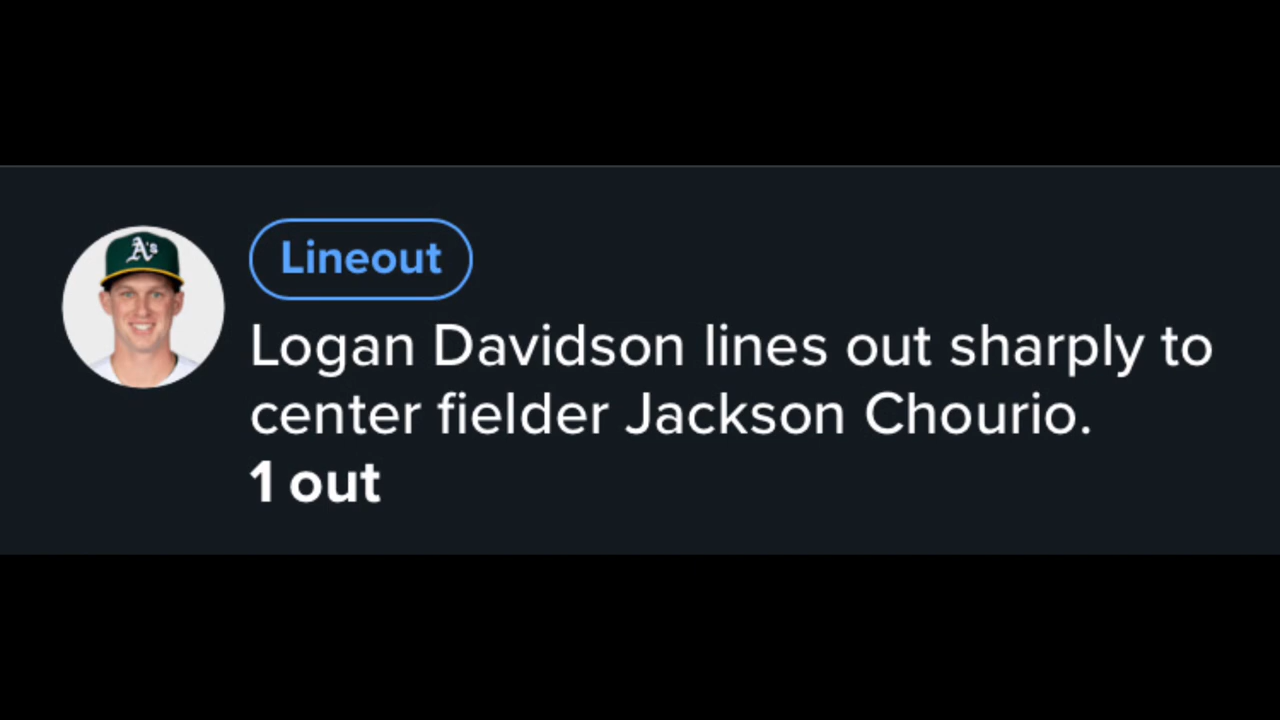 A's
Lineout
Logan Davidson lines out sharply to
center fielder Jackson Chourio.
1 out